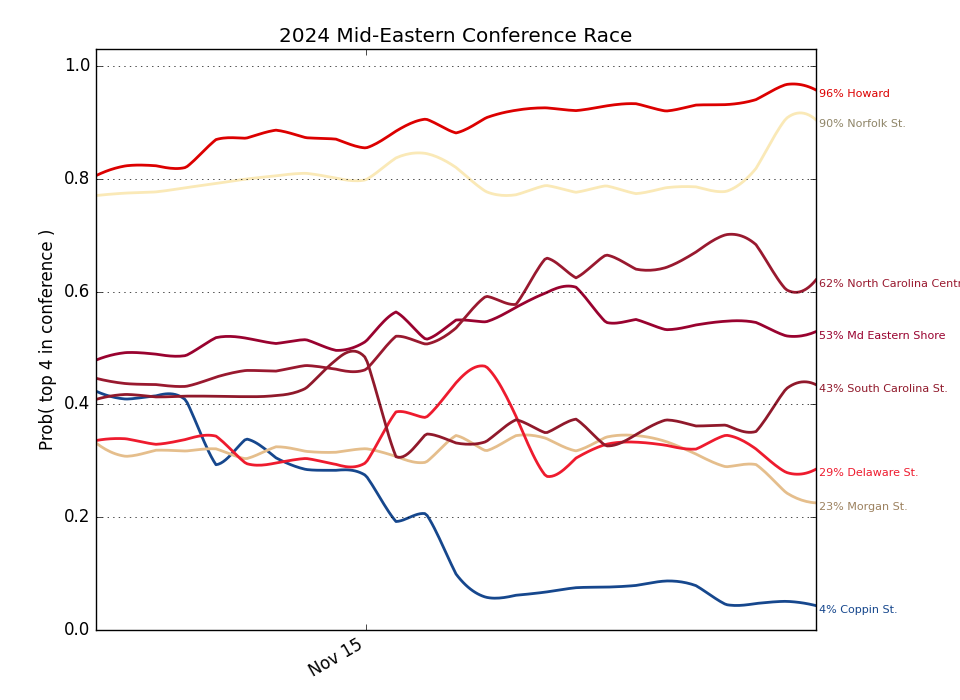 2024 Mid-Eastern Conference Race
Prob( top 4 in conference )
1.0
0.8
0.6
0.4
0.2
0.0
Nov 15
96% Howard
90% Norfolk St.
62% North Carolina Centr
53% Md Eastern Shore
43% South Carolina St.
29% Delaware St.
23% Morgan St.
4% Coppin St.